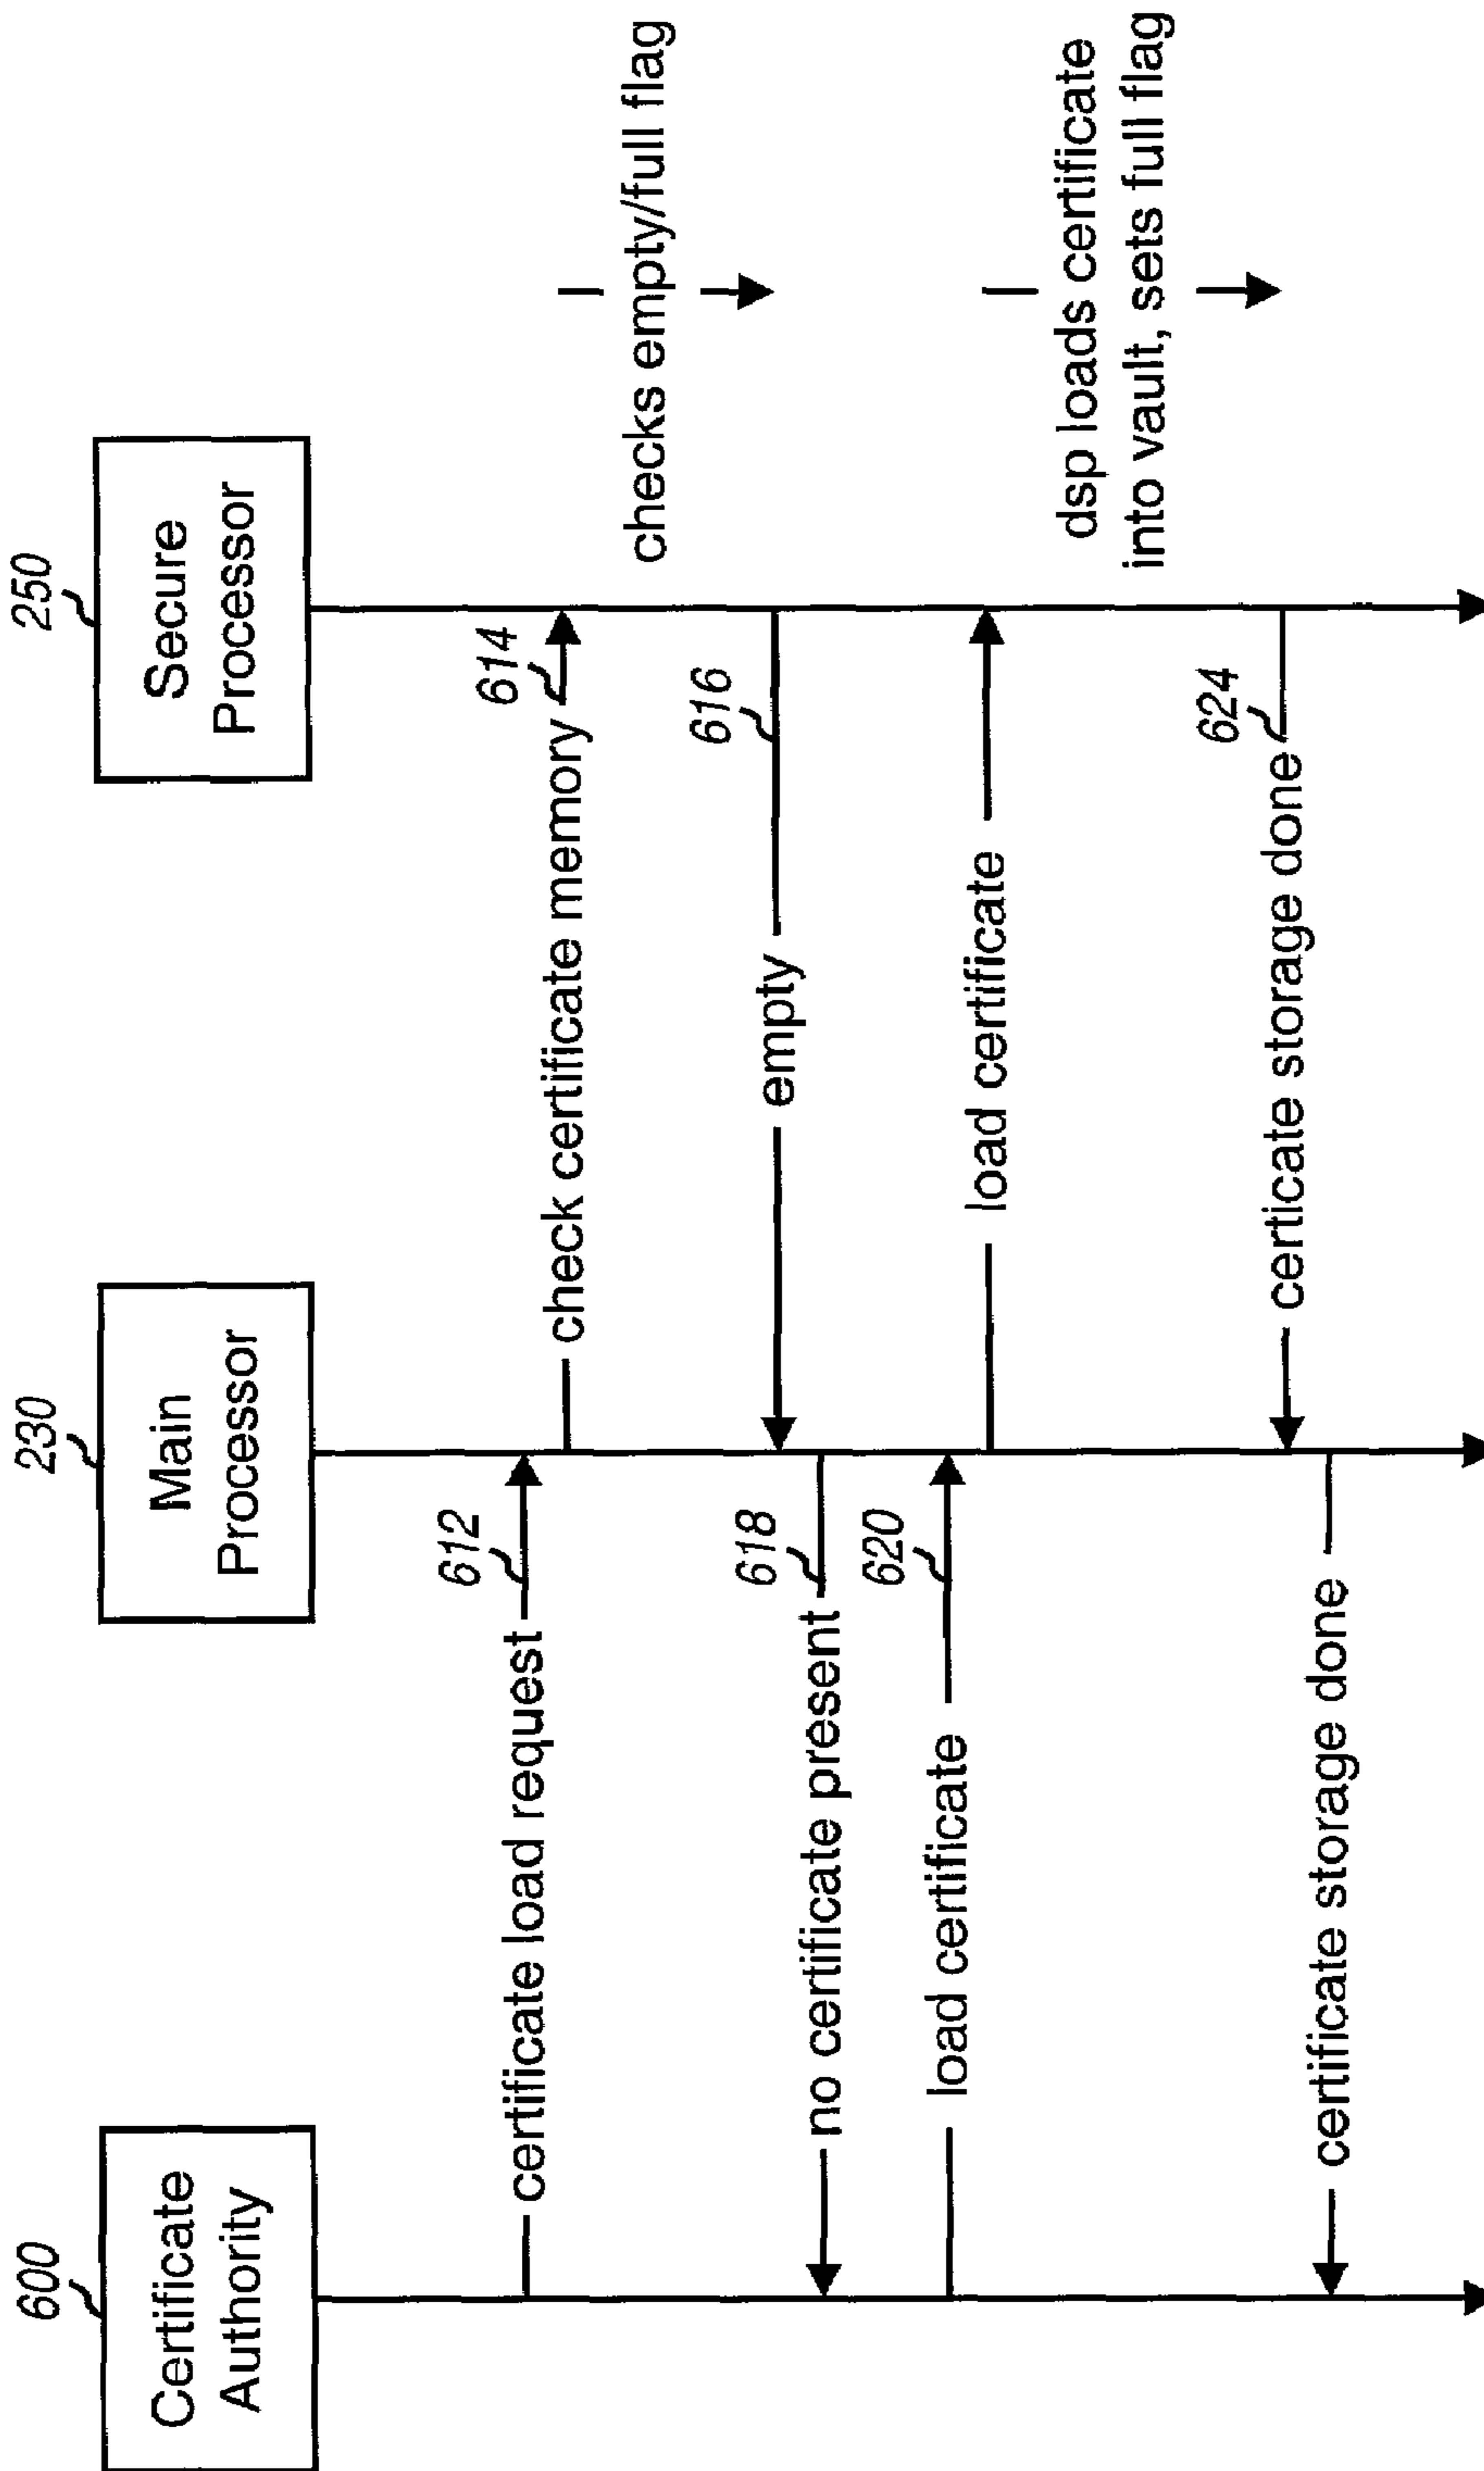 600
Certificate
Authority
230
Main
Processor
250
Secure
Processor
certificate load request
612
check certificate memory
614
checks empty/full flag
empty
616
no certificate present
618
load certificate
620
load certificate
dsp loads certificate
into vault, sets full flag
certicate storage done
624
certificate storage done